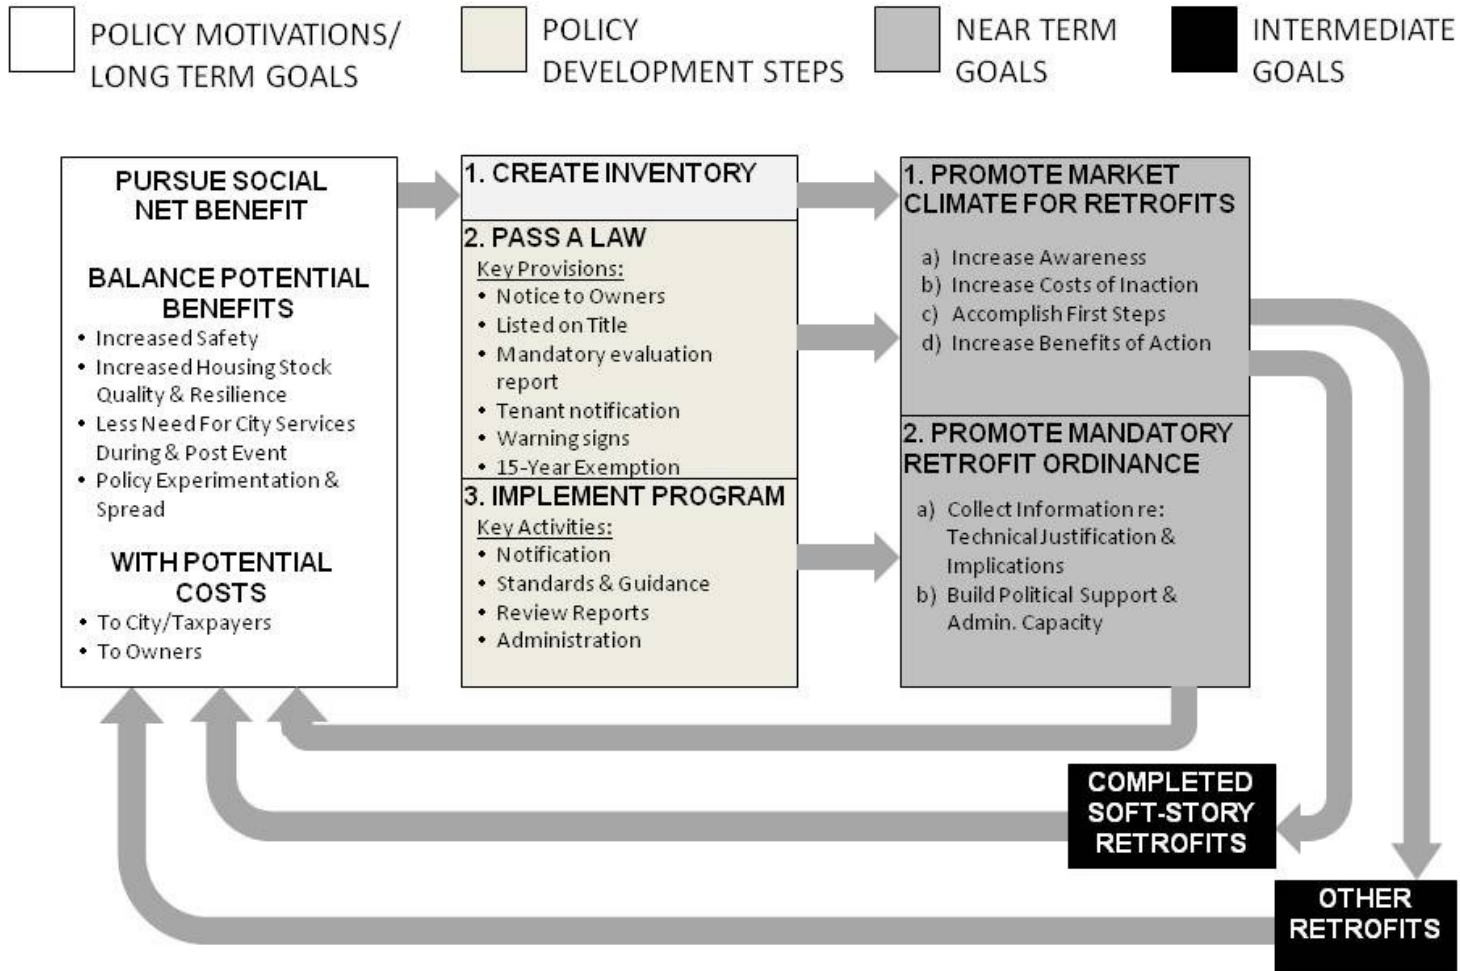 POLICY MOTIVATIONS/
LONG TERM GOALS
POLICY
DEVELOPMENT STEPS
NEAR TERM
GOALS
INTERMEDIATE
GOALS
PURSUE SOCIAL
NET BENEFIT
BALANCE POTENTIAL
BENEFITS
• Increased Safety
• Increased Housing Stock
Quality & Resilience
• Less Need For City Services
During & Post Event
• Policy Experimentation &
Spread
WITH POTENTIAL
COSTS
• To City/Taxpayers
• To Owners
1. CREATE INVENTORY
2. PASS A LAW
Key Provisions:
• Notice to Owners
• Listed on Title
• Mandatory evaluation
report
• Tenant notification
• Warning signs
• 15-Year Exemption
3. IMPLEMENT PROGRAM
Key Activities:
• Notification
• Standards & Guidance
• Review Reports
• Administration
1. PROMOTE MARKET
CLIMATE FOR RETROFITS
a) Increase Awareness
b) Increase Costs of Inaction
c) Accomplish First Steps
d) Increase Benefits of Action
2. PROMOTE MANDATORY
RETROFIT ORDINANCE
a) Collect Information re:
Technical Justification &
Implications
b) Build Political Support &
Admin. Capacity
COMPLETED
SOFT-STORY
RETROFITS
OTHER
RETROFITS